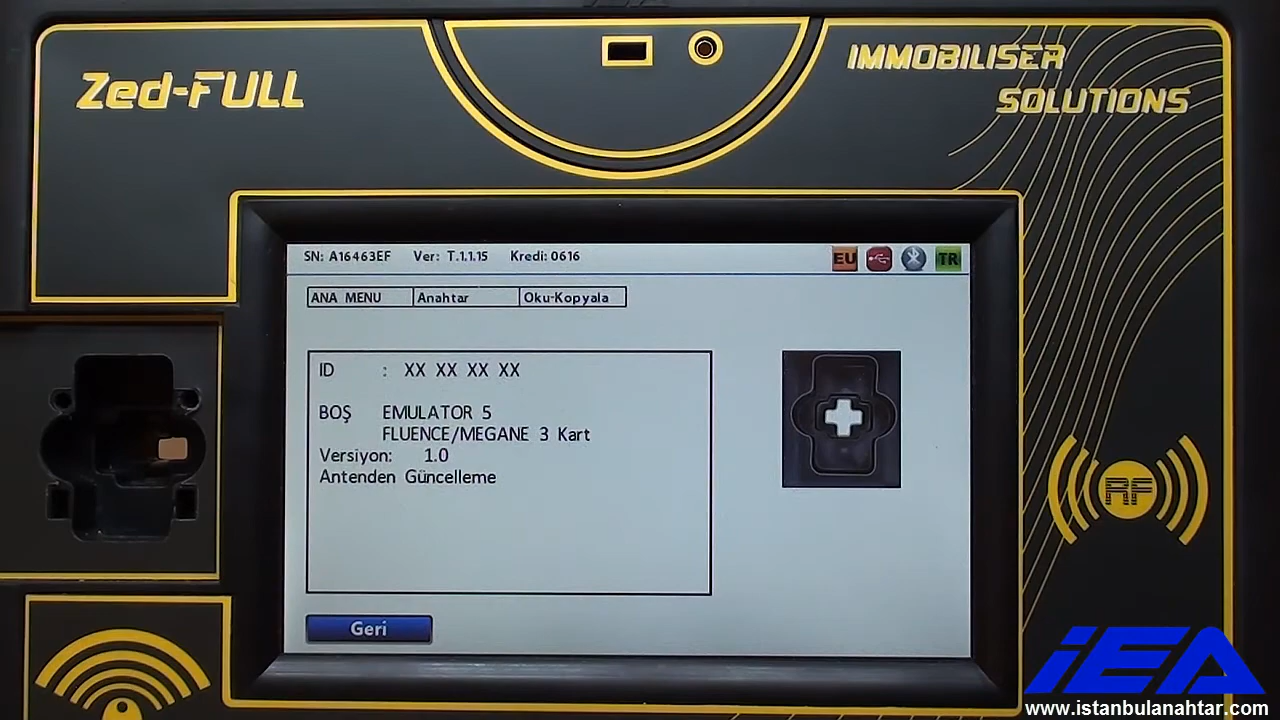 Zed-FULL
IMMOBILISER
SOLUTIONS
SN: A16463EF Ver: T.1.1.15 Kredi: 0616
EU TR
ANA MENU Anahtar Oku-Kopyala
ID : XX XX XX XX
BOŞ EMULATOR 5
FLUENCE/MEGANE 3 Kart
Versiyon: 1.0
Antenden Güncelleme
Geri
RF
iEA
www.istanbulanahtar.com